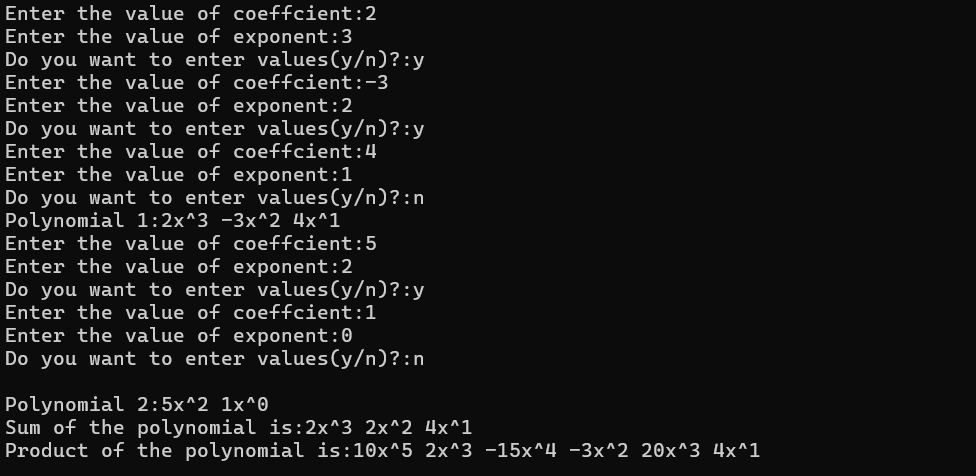 Enter the value of coeffcient:2
Enter the value of exponent:3
Do you want to enter values(y/n)?:y
Enter the value of coeffcient:-3
Enter the value of exponent:2
Do you want to enter values(y/n)?:y
Enter the value of coeffcient:4
Enter the value of exponent:1
Do you want to enter values(y/n)?:n
Polynomial 1:2x^3 -3x^2 4x^1
Enter the value of coeffcient:5
Enter the value of exponent:2
Do you want to enter values(y/n)?:y
Enter the value of coeffcient:1
Enter the value of exponent:0
Do you want to enter values(y/n)?:n
Polynomial 2:5x^2 1x^0
Sum of the polynomial is:2x^3 2x^2 4x^1
Product of the polynomial is:10x^5 2x^3 -15x^4 -3x^2 20x^3 4x^1